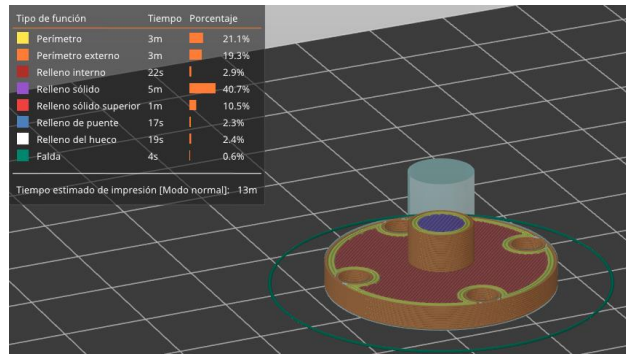 Tipo de función Tiempo Porcentaje
Perímetro 3m 21.1%
Perímetro externo 3m 19.3%
Relleno interno 22s 2.9%
Relleno sólido 5m 40.7%
Relleno sólido superior 1m 10.5%
Relleno de puente 17s 2.3%
Relleno del hueco 19s 2.4%
Falda 4s 0.6%
Tiempo estimado de impresión [Modo normal]: 13m